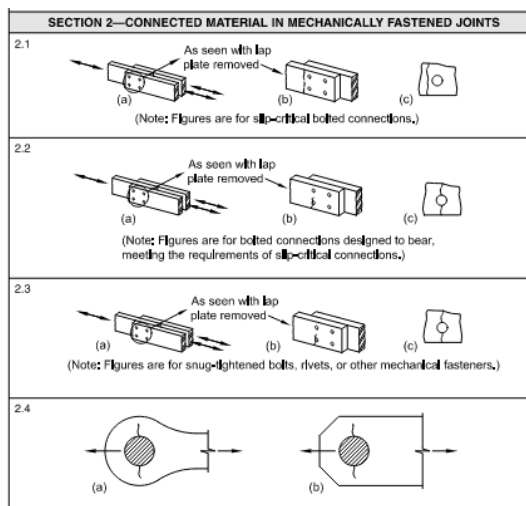 SECTION 2—CONNECTED MATERIAL IN MECHANICALLY FASTENED JOINTS
2.1
As seen with lap
plate removed
(a)
(b)
(c)
(Note: Figures are for slip-critical bolted connections.)
2.2
As seen with lap
plate removed
(a)
(b)
(c)
(Note: Figures are for bolted connections designed to bear,
meeting the requirements of slip-critical connections.)
2.3
As seen with lap
plate removed
(a)
(b)
(c)
(Note: Figures are for snug-tightened bolts, rivets, or other mechanical fasteners.)
2.4
(a)
(b)